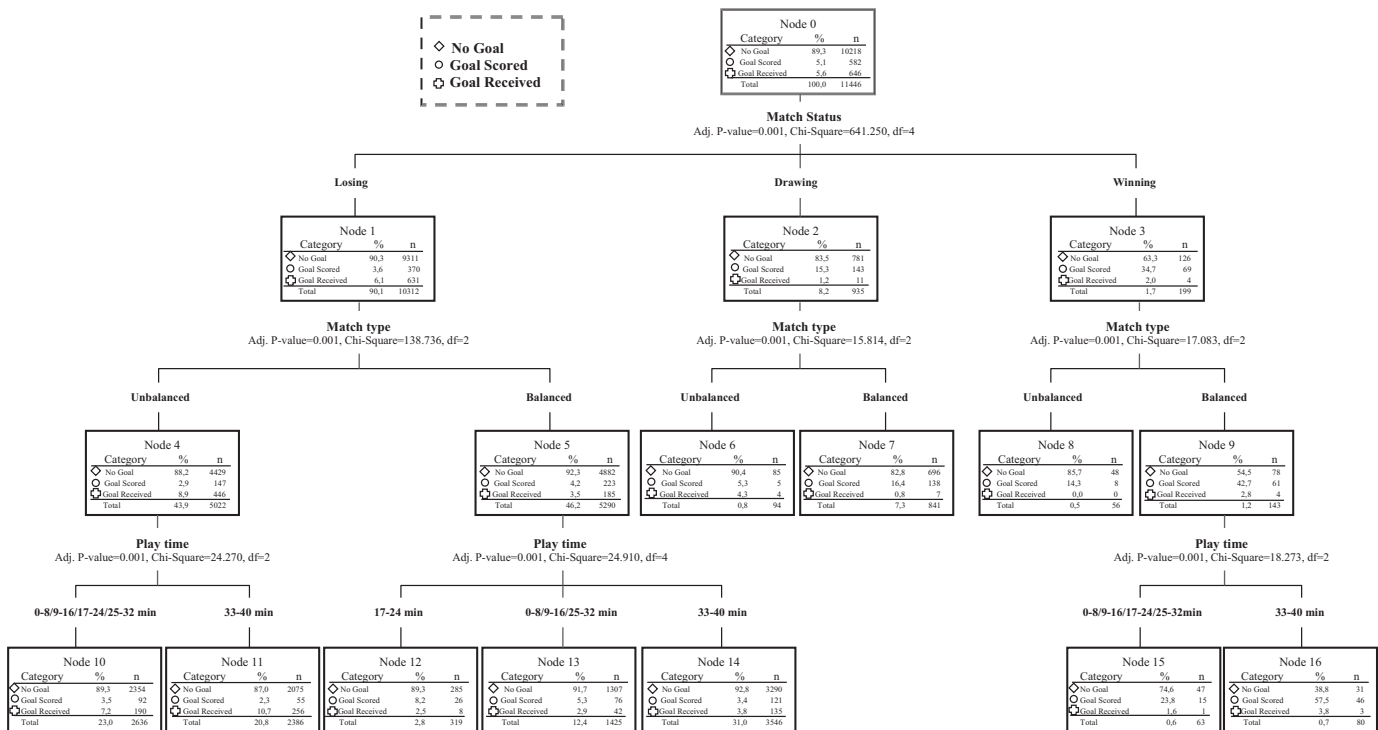 No Goal
Goal Scored
Goal Received
Node 0
Category % n
No Goal 89,3 10218
Goal Scored 5,1 582
Goal Received 5,6 646
Total 100,0 11446
Match Status
Adj. P-value=0.001, Chi-Square=641.250, df=4
Losing
Drawing
Winning
Node 1
Category % n
No Goal 90,3 9311
Goal Scored 3,6 370
Goal Received 6,1 631
Total 90,1 10312
Node 2
Category % n
No Goal 83,5 781
Goal Scored 15,3 143
Goal Received 1,2 11
Total 8,2 935
Node 3
Category % n
No Goal 63,3 126
Goal Scored 34,7 69
Goal Received 2,0 4
Total 1,7 199
Match type
Adj. P-value=0.001, Chi-Square=138.736, df=2
Match type
Adj. P-value=0.001, Chi-Square=15.814, df=2
Match type
Adj. P-value=0.001, Chi-Square=17.083, df=2
Unbalanced
Balanced
Unbalanced
Balanced
Unbalanced
Balanced
Node 4
Category % n
No Goal 88,2 4429
Goal Scored 2,9 147
Goal Received 8,9 446
Total 43,9 5022
Node 5
Category % n
No Goal 92,3 4882
Goal Scored 4,2 223
Goal Received 3,5 185
Total 46,2 5290
Node 6
Category % n
No Goal 90,4 85
Goal Scored 5,3 5
Goal Received 4,3 4
Total 0,8 94
Node 7
Category % n
No Goal 82,8 696
Goal Scored 16,4 138
Goal Received 0,8 7
Total 7,3 841
Node 8
Category % n
No Goal 85,7 48
Goal Scored 14,3 8
Goal Received 0,0 0
Total 0,5 56
Node 9
Category % n
No Goal 54,5 78
Goal Scored 42,7 61
Goal Received 2,8 4
Total 1,2 143
Play time
Adj. P-value=0.001, Chi-Square=24.270, df=2
Play time
Adj. P-value=0.001, Chi-Square=24.910, df=4
Play time
Adj. P-value=0.001, Chi-Square=18.273, df=2
0-8/9-16/17-24/25-32 min
33-40 min
17-24 min
0-8/9-16/25-32 min
33-40 min
0-8/9-16/17-24/25-32min
33-40 min
Node 10
Category % n
No Goal 89,3 2354
Goal Scored 3,5 92
Goal Received 7,2 190
Total 23,0 2636
Node 11
Category % n
No Goal 87,0 2075
Goal Scored 2,3 55
Goal Received 10,7 256
Total 20,8 2386
Node 12
Category % n
No Goal 89,3 285
Goal Scored 8,2 26
Goal Received 2,5 8
Total 2,8 319
Node 13
Category % n
No Goal 91,7 1307
Goal Scored 5,3 76
Goal Received 2,9 42
Total 12,4 1425
Node 14
Category % n
No Goal 92,8 3290
Goal Scored 3,4 121
Goal Received 3,8 135
Total 31,0 3546
Node 15
Category % n
No Goal 74,6 47
Goal Scored 23,8 15
Goal Received 1,6 1
Total 0,6 63
Node 16
Category % n
No Goal 38,8 31
Goal Scored 57,5 46
Goal Received 3,8 3
Total 0,7 80